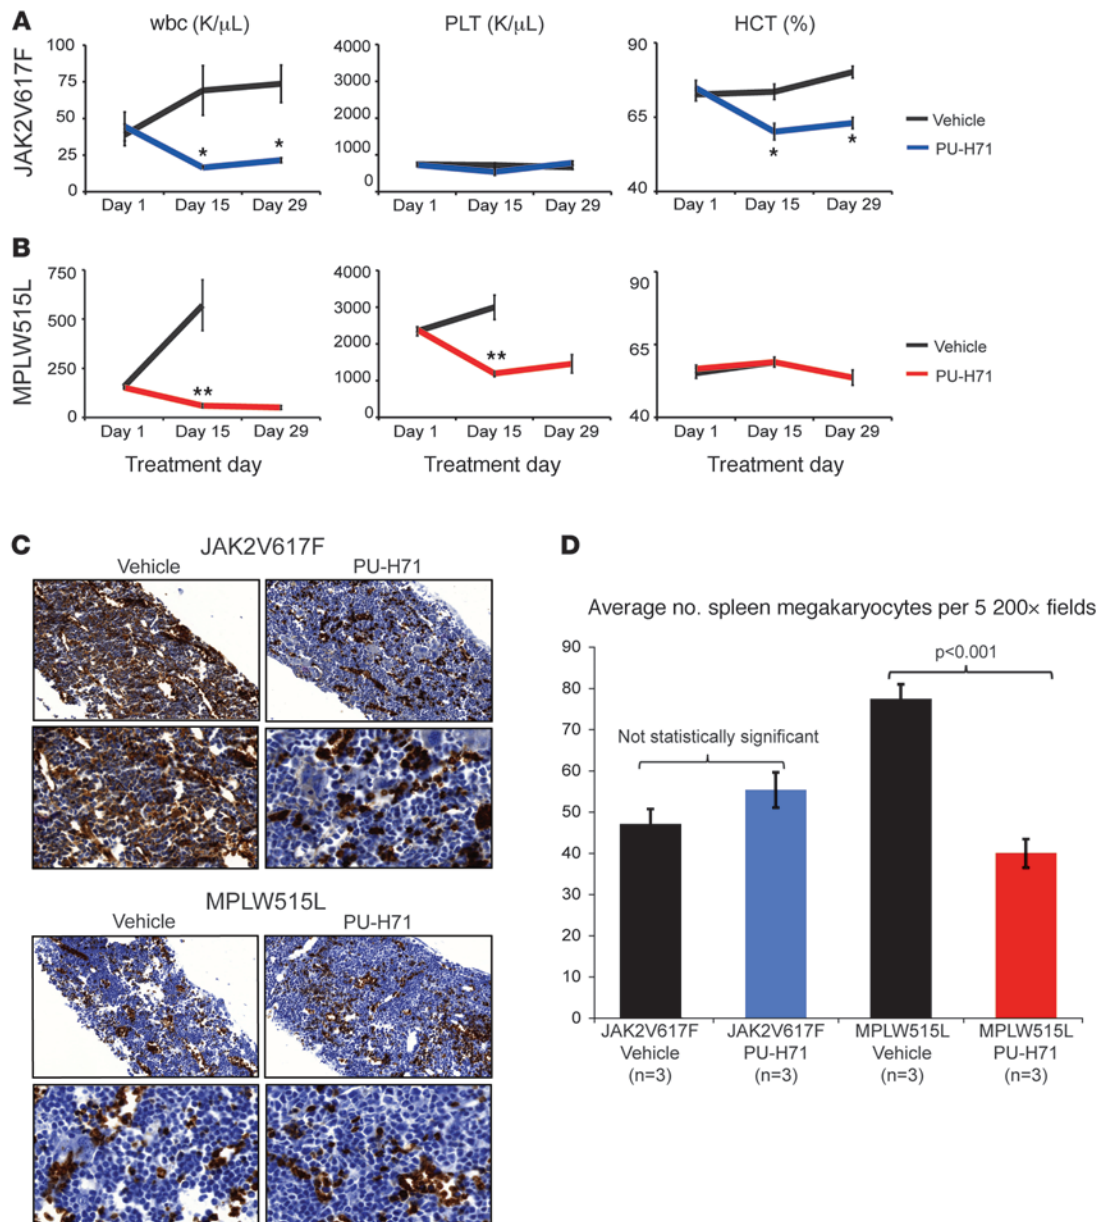 A
wbc (K/μL)
PLT (K/μL)
HCT (%)
JAK2V617F
100
75
50
25
0
Day 1 Day 15 Day 29
*
*
4000
3000
2000
1000
0
Day 1 Day 15 Day 29
90
65
40
Day 1 Day 15 Day 29
*
*
Vehicle
PU-H71
B
MPLW515L
750
500
250
0
Day 1 Day 15 Day 29
**
4000
3000
2000
1000
0
Day 1 Day 15 Day 29
**
90
65
40
Day 1 Day 15 Day 29
Vehicle
PU-H71
Treatment day
Treatment day
Treatment day
C
JAK2V617F
Vehicle PU-H71
MPLW515L
Vehicle PU-H71
D
Average no. spleen megakaryocytes per 5 200× fields
90
80
70
60
50
40
30
20
10
0
Not statistically significant
p<0.001
JAK2V617F
Vehicle
(n=3)
JAK2V617F
PU-H71
(n=3)
MPLW515L
Vehicle
(n=3)
MPLW515L
PU-H71
(n=3)